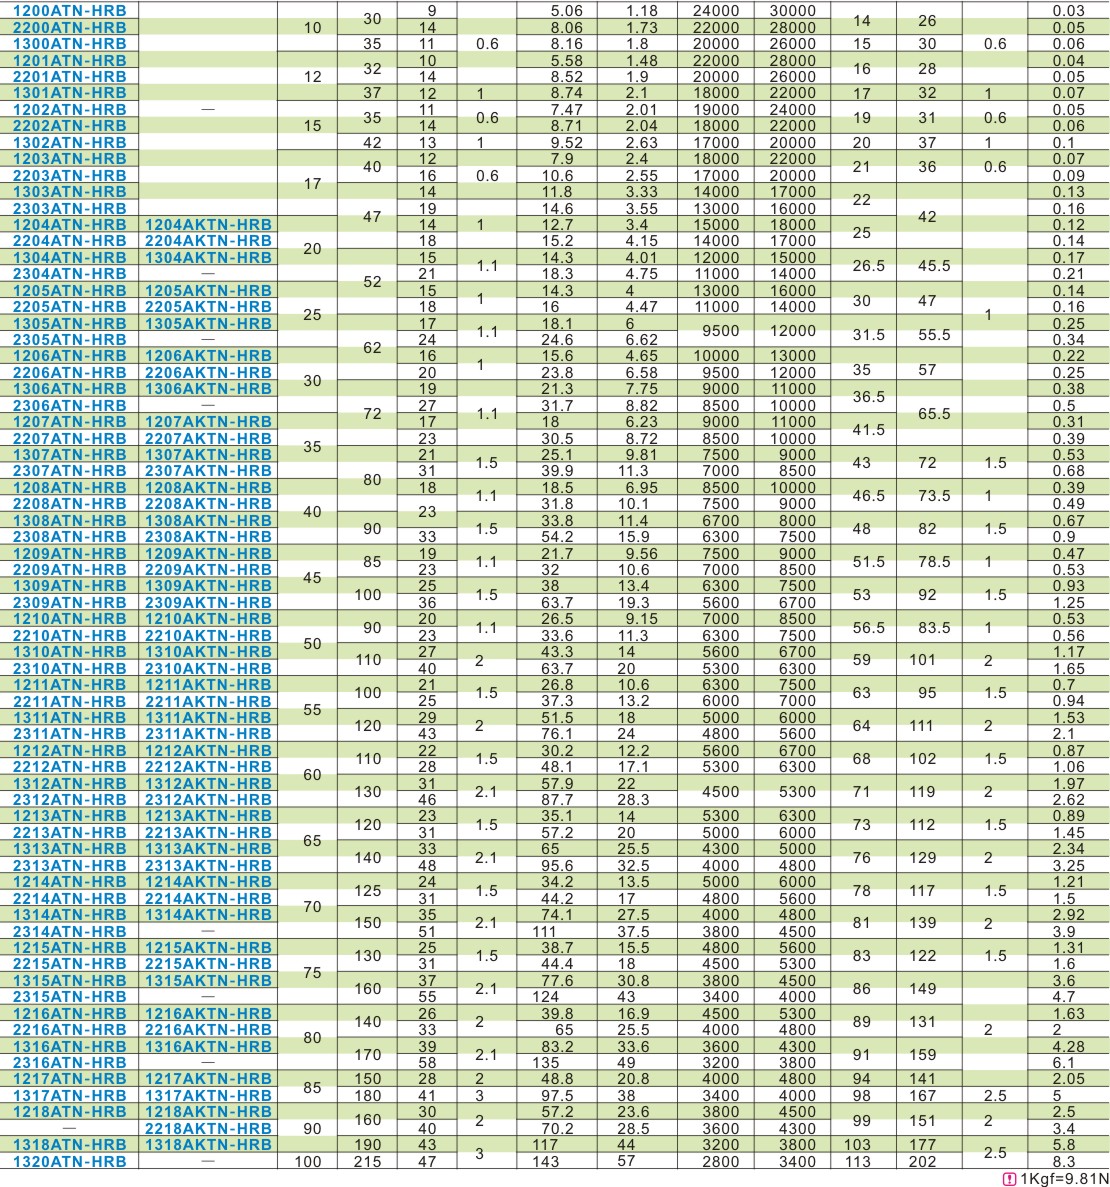 1200ATN-HRB 10 30 9 0.6 5.06 1.18 24000 30000 14 26 0.6 0.03
2200ATN-HRB 14 8.06 1.73 22000 28000 0.05
1300ATN-HRB 35 11 8.16 1.8 20000 26000 15 30 0.06
1201ATN-HRB 12 32 10 5.58 1.48 22000 28000 16 28 0.04
2201ATN-HRB 14 8.52 1.9 20000 26000 0.05
1301ATN-HRB 37 12 1 8.74 2.1 18000 22000 17 32 1 0.07
1202ATN-HRB — 15 35 11 0.6 7.47 2.01 19000 24000 19 31 0.6 0.05
2202ATN-HRB 14 8.71 2.04 18000 22000 0.06
1302ATN-HRB 42 13 1 9.52 2.63 17000 20000 20 37 1 0.1
1203ATN-HRB 17 40 12 0.6 7.9 2.4 18000 22000 21 36 0.6 0.07
2203ATN-HRB 16 10.6 2.55 17000 20000 0.09
1303ATN-HRB 47 14 1 11.8 3.33 14000 17000 22 42 1 0.13
2303ATN-HRB 19 14.6 3.55 13000 16000 0.16
1204ATN-HRB 1204AKTN-HRB 20 14 12.7 3.4 15000 18000 25 0.12
2204ATN-HRB 2204AKTN-HRB 18 15.2 4.15 14000 17000 0.14
1304ATN-HRB 1304AKTN-HRB 52 15 1.1 14.3 4.01 12000 15000 26.5 45.5 0.17
2304ATN-HRB — 21 18.3 4.75 11000 14000 0.21
1205ATN-HRB 1205AKTN-HRB 25 15 1 14.3 4 13000 16000 30 47 0.14
2205ATN-HRB 2205AKTN-HRB 18 16 4.47 11000 14000 0.16
1305ATN-HRB 1305AKTN-HRB 62 17 1.1 18.1 6 9500 12000 31.5 55.5 0.25
2305ATN-HRB — 24 24.6 6.62 0.34
1206ATN-HRB 1206AKTN-HRB 30 16 1 15.6 4.65 10000 13000 35 57 0.22
2206ATN-HRB 2206AKTN-HRB 20 23.8 6.58 9500 12000 0.25
1306ATN-HRB 1306AKTN-HRB 72 19 1.1 21.3 7.75 9000 11000 36.5 65.5 0.38
2306ATN-HRB — 27 31.7 8.82 8500 10000 0.5
1207ATN-HRB 1207AKTN-HRB 35 17 18 6.23 9000 11000 41.5 0.31
2207ATN-HRB 2207AKTN-HRB 23 30.5 8.72 8500 10000 0.39
1307ATN-HRB 1307AKTN-HRB 80 21 1.5 25.1 9.81 7500 9000 43 72 1.5 0.53
2307ATN-HRB 2307AKTN-HRB 31 39.9 11.3 7000 8500 0.68
1208ATN-HRB 1208AKTN-HRB 40 18 1.1 18.5 6.95 8500 10000 46.5 73.5 1 0.39
2208ATN-HRB 2208AKTN-HRB 23 31.8 10.1 7500 9000 0.49
1308ATN-HRB 1308AKTN-HRB 90 1.5 33.8 11.4 6700 8000 48 82 1.5 0.67
2308ATN-HRB 2308AKTN-HRB 33 54.2 15.9 6300 7500 0.9
1209ATN-HRB 1209AKTN-HRB 45 85 19 1.1 21.7 9.56 7500 9000 51.5 78.5 1 0.47
2209ATN-HRB 2209AKTN-HRB 23 32 10.6 7000 8500 0.53
1309ATN-HRB 1309AKTN-HRB 100 25 1.5 38 13.4 6300 7500 53 92 1.5 0.93
2309ATN-HRB 2309AKTN-HRB 36 63.7 19.3 5600 6700 1.25
1210ATN-HRB 1210AKTN-HRB 50 90 20 1.1 26.5 9.15 7000 8500 56.5 83.5 1 0.53
2210ATN-HRB 2210AKTN-HRB 23 33.6 11.3 6300 7500 0.56
1310ATN-HRB 1310AKTN-HRB 110 27 2 43.3 14 5600 6700 59 101 2 1.17
2310ATN-HRB 2310AKTN-HRB 40 63.7 20 5300 6300 1.65
1211ATN-HRB 1211AKTN-HRB 55 100 21 1.5 26.8 10.6 6300 7500 63 95 1.5 0.7
2211ATN-HRB 2211AKTN-HRB 25 37.3 13.2 6000 7000 0.94
1311ATN-HRB 1311AKTN-HRB 120 29 2 51.5 18 5000 6000 64 111 2 1.53
2311ATN-HRB 2311AKTN-HRB 43 76.1 24 4800 5600 2.1
1212ATN-HRB 1212AKTN-HRB 60 110 22 1.5 30.2 12.2 5600 6700 68 102 1.5 0.87
2212ATN-HRB 2212AKTN-HRB 28 48.1 17.1 5300 6300 1.06
1312ATN-HRB 1312AKTN-HRB 130 31 2.1 57.9 22 4500 5300 71 119 2 1.97
2312ATN-HRB 2312AKTN-HRB 46 87.7 28.3 2.62
1213ATN-HRB 1213AKTN-HRB 65 120 23 1.5 35.1 14 5300 6300 73 112 1.5 0.89
2213ATN-HRB 2213AKTN-HRB 31 57.2 20 5000 6000 1.45
1313ATN-HRB 1313AKTN-HRB 140 33 2.1 65 25.5 4300 5000 76 129 2 2.34
2313ATN-HRB 2313AKTN-HRB 48 95.6 32.5 4000 4800 3.25
1214ATN-HRB 1214AKTN-HRB 70 125 24 1.5 34.2 13.5 5000 6000 78 117 1.5 1.21
2214ATN-HRB 2214AKTN-HRB 31 44.2 17 4800 5600 1.5
1314ATN-HRB 1314AKTN-HRB 150 35 2.1 74.1 27.5 4000 4800 81 139 2 2.92
2314ATN-HRB — 51 111 37.5 3800 4500 3.9
1215ATN-HRB 1215AKTN-HRB 75 130 25 1.5 38.7 15.5 4800 5600 83 122 1.5 1.31
2215ATN-HRB 2215AKTN-HRB 31 44.4 18 4500 5300 1.6
1315ATN-HRB 1315AKTN-HRB 160 37 2.1 77.6 30.8 3800 4500 86 149 2 3.6
2315ATN-HRB — 55 124 43 3400 4000 4.7
1216ATN-HRB 1216AKTN-HRB 80 140 26 2 39.8 16.9 4500 5300 89 131 1.63
2216ATN-HRB 2216AKTN-HRB 33 65 25.5 4000 4800 2
1316ATN-HRB 1316AKTN-HRB 170 39 2.1 83.2 33.6 3600 4300 91 159 4.28
2316ATN-HRB — 58 135 49 3200 3800 6.1
1217ATN-HRB 1217AKTN-HRB 85 150 28 2 48.8 20.8 4000 4800 94 141 2.05
1317ATN-HRB 1317AKTN-HRB 180 41 3 97.5 38 3400 4000 98 167 2.5 5
1218ATN-HRB 1218AKTN-HRB 90 160 30 2 57.2 23.6 3800 4500 99 151 2 2.5
— 2218AKTN-HRB 40 70.2 28.5 3600 4300 3.4
1318ATN-HRB 1318AKTN-HRB 190 43 3 117 44 3200 3800 103 177 2.5 5.8
1320ATN-HRB — 100 215 47 143 57 2800 3400 113 202 8.3
1Kgf=9.81N